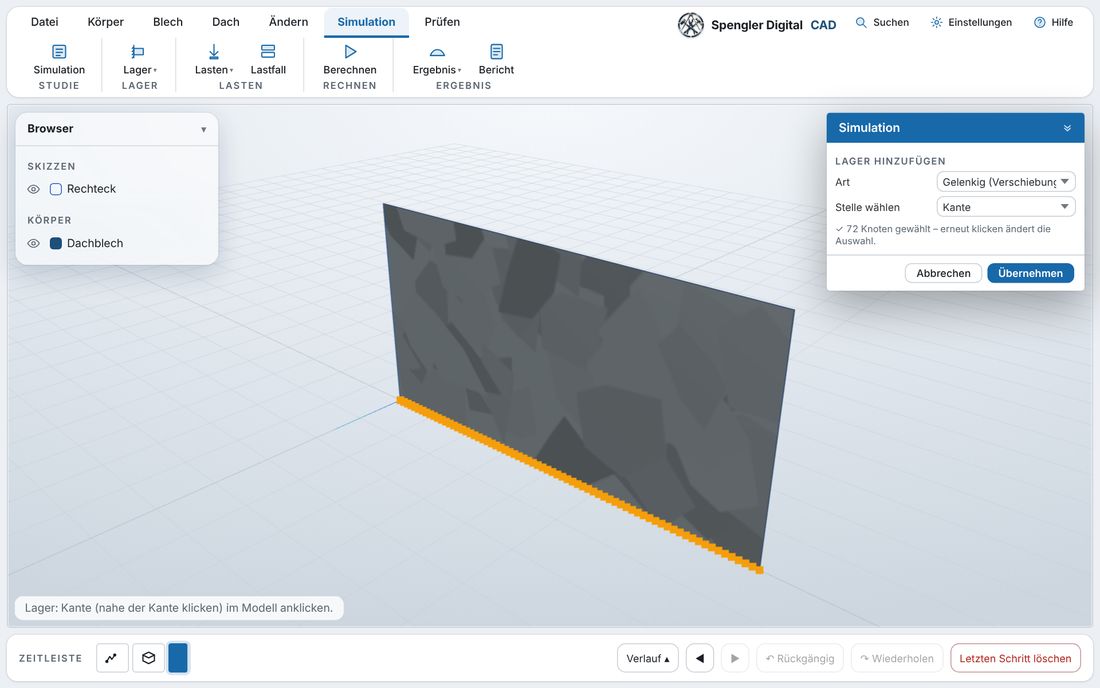 Datei Körper Blech Dach Ändern Simulation Prüfen
Spengler Digital CAD
Suchen Einstellungen Hilfe
Simulation Lager Lasten Lastfall Berechnen Ergebnis Bericht
STUDIE LAGER LASTEN RECHNEN ERGEBNIS
Browser
SKIZZEN
Rechteck
KÖRPER
Dachblech
Simulation
LAGER HINZUFÜGEN
Art Gelenkig (Verschiebung
Stelle wählen Kante
✓ 72 Knoten gewählt – erneut klicken ändert die
Auswahl.
Abbrechen Übernehmen
Lager: Kante (nahe der Kante klicken) im Modell anklicken.
ZEITLEISTE
Verlauf ▴ ◀ ▶ ↶ Rückgängig ↷ Wiederholen Letzten Schritt löschen